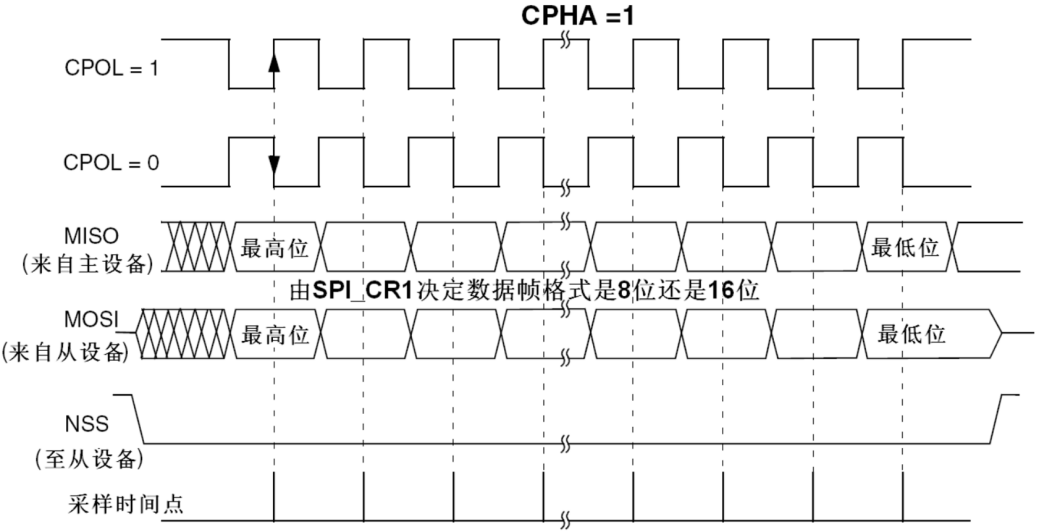 CPHA =1
CPOL = 1
CPOL = 0
MISO
(来自主设备)
最高位
最低位
由SPI_CR1决定数据帧格式是8位还是16位
MOSI
(来自从设备)
最高位
最低位
NSS
(至从设备)
采样时间点